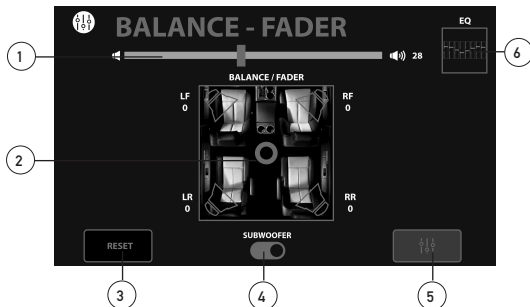 BALANCE - FADER
EQ
28
BALANCE / FADER
LF
0
RF
0
LR
0
RR
0
RESET
SUBWOOFER
1
2
3
4
5
6